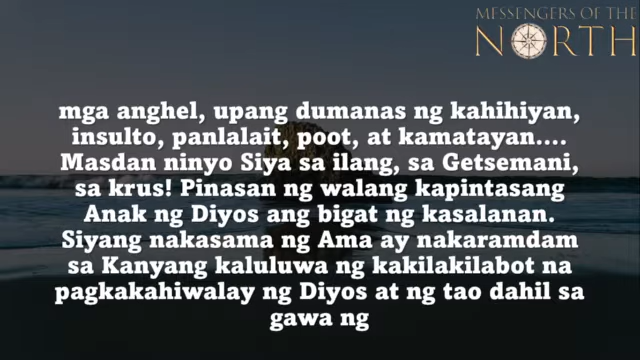 MESSENGERS OF THE
NORTH
mga anghel, upang dumanas ng kahihiyan,
insulto, panlalait, poot, at kamatayan....
Masdan ninyo Siya sa ilang, sa Getsemani,
sa krus! Pinasan ng walang kapintasang
Anak ng Diyos ang bigat ng kasalanan.
Siyang nakasama ng Ama ay nakaramdam
sa Kanyang kaluluwa ng kakilakilabot na
pagkakahiwalay ng Diyos at ng tao dahil sa
gawa ng